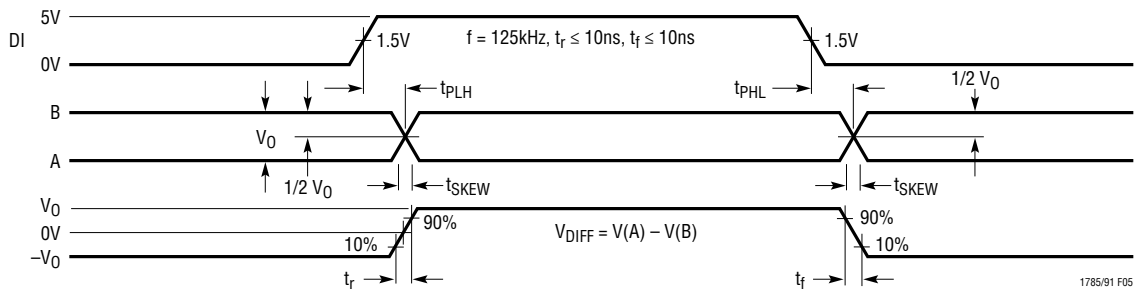 5V
DI
1.5V
f = 125kHz, tr ≤ 10ns, tf ≤ 10ns
1.5V
0V
tPLH
tPHL
1/2 VO
B
VO
A
1/2 VO
tSKEW
tSKEW
VO
90%
90%
0V
VDIFF = V(A) – V(B)
10%
10%
–VO
tr
tf
1785/91 F05